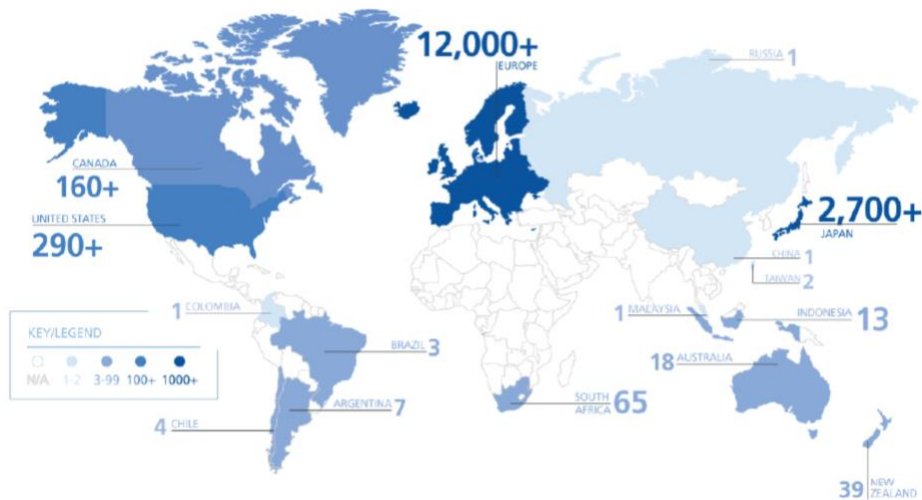 12,000+
EUROPE
RUSSIA 1
CANADA
160+
UNITED STATES
290+
2,700+
JAPAN
CHINA 1
TAIWAN 2
1 COLOMBIA
1 MALAYSIA
INDONESIA 13
KEY/LEGEND
N/A 1-2 3-99 100+ 1000+
BRAZIL 3
18 AUSTRALIA
ARGENTINA 7
SOUTH
AFRICA 65
4 CHILE
39 NEW
ZEALAND